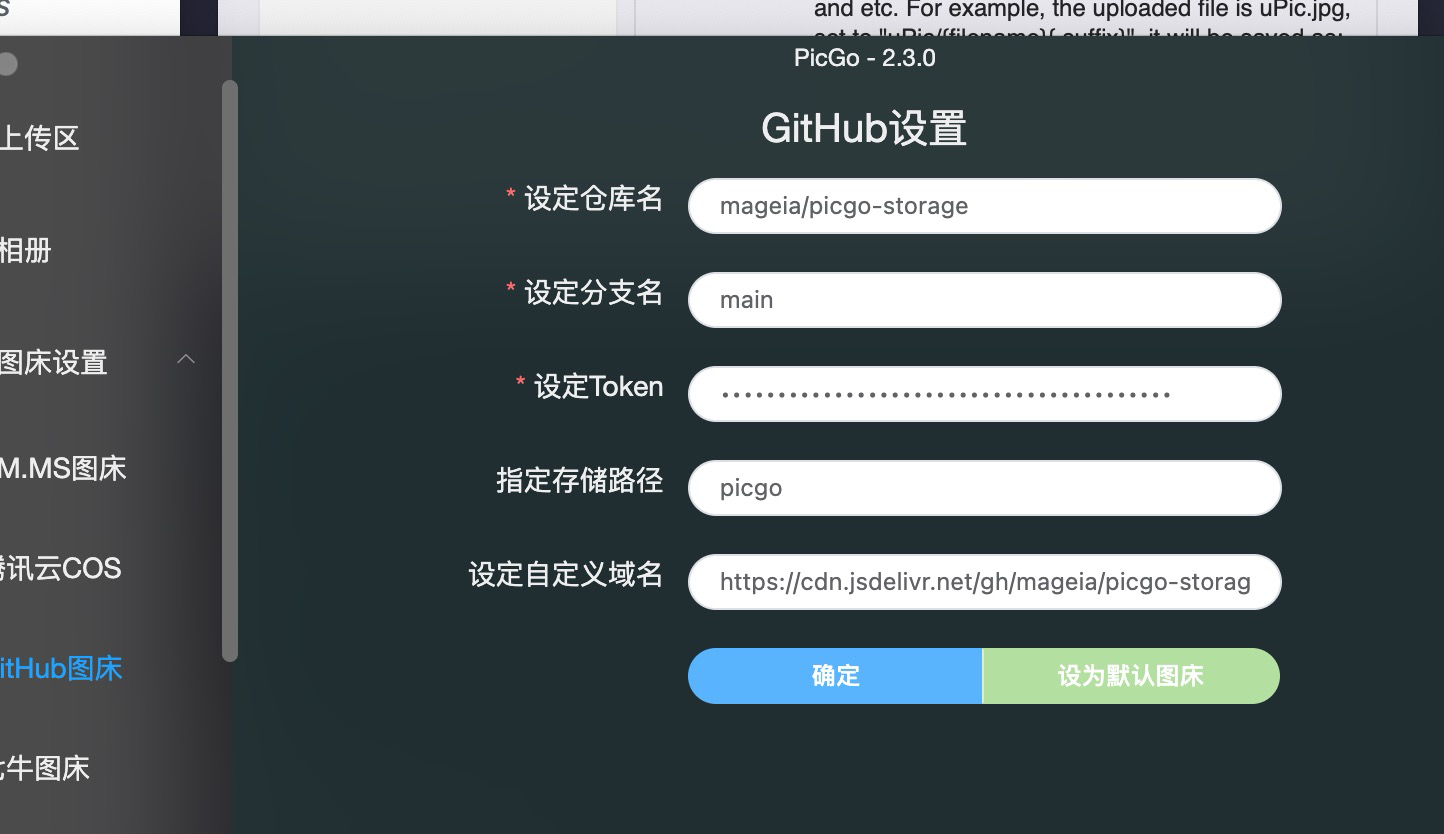 and etc. For example, the uploaded file is uPic.jpg,
PicGo - 2.3.0
上传区
相册
图床设置
M.MS图床
讯云COS
itHub图床
牛图床
GitHub设置
* 设定仓库名
mageia/picgo-storage
* 设定分支名
main
* 设定Token
••••••••••••••••••••••••••••••••••••••••
指定存储路径
picgo
设定自定义域名
https://cdn.jsdelivr.net/gh/mageia/picgo-storag
确定
设为默认图床